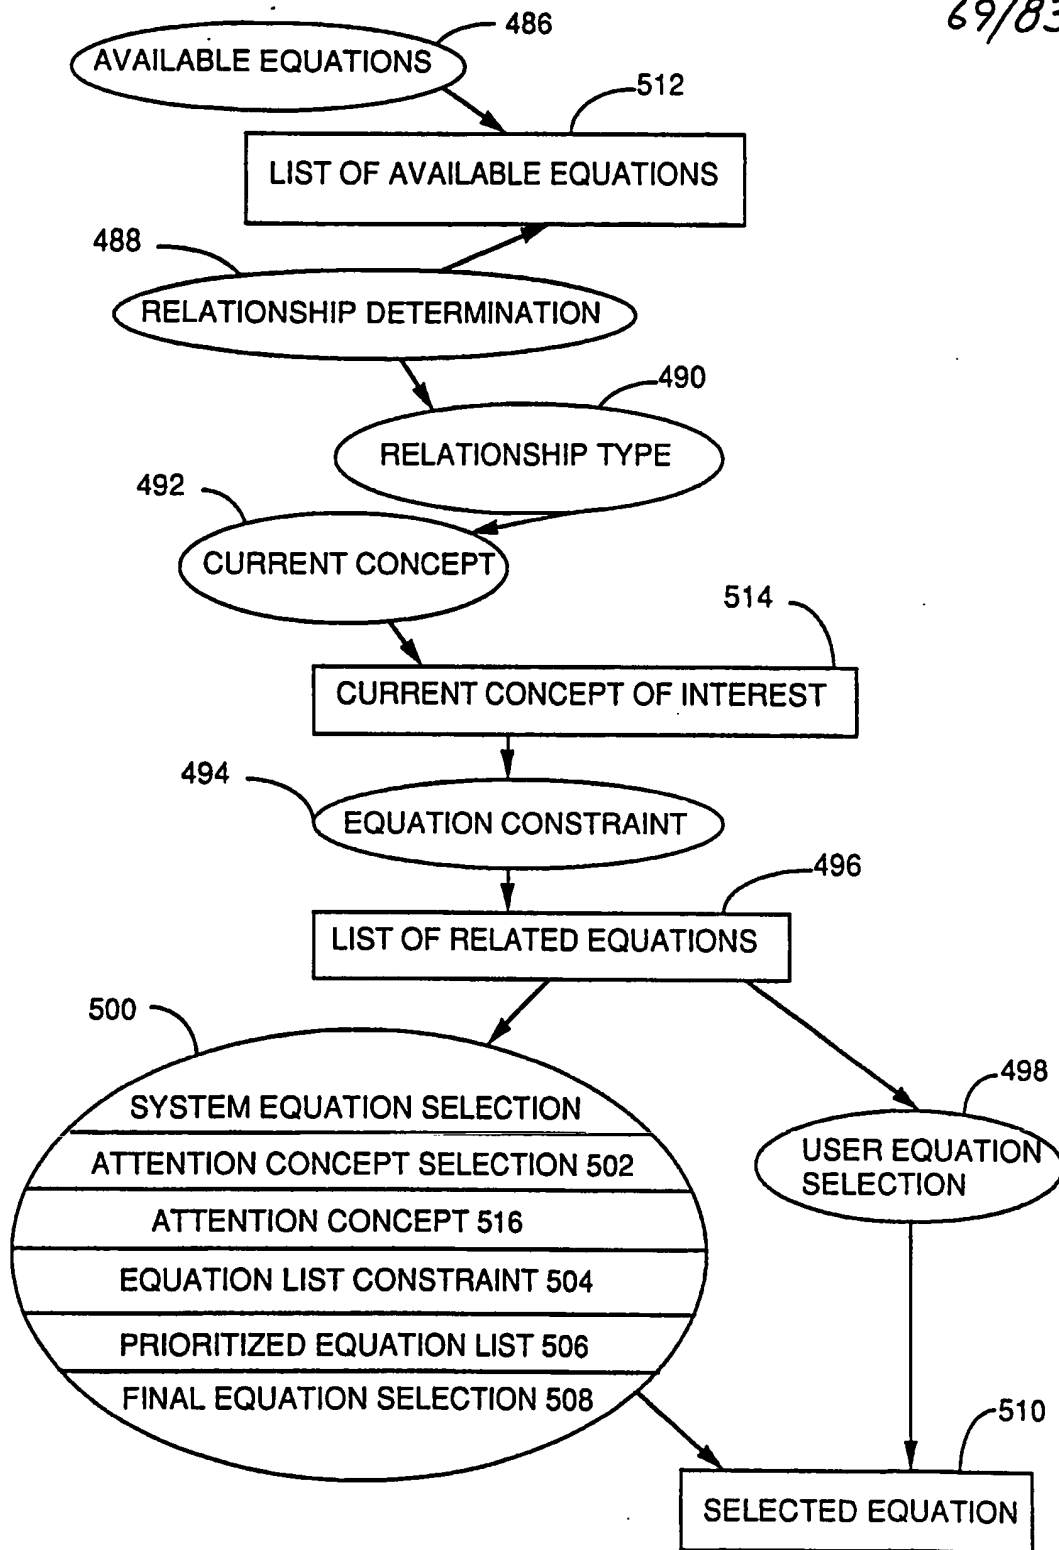 69/83
486
AVAILABLE EQUATIONS
512
LIST OF AVAILABLE EQUATIONS
488
RELATIONSHIP DETERMINATION
490
RELATIONSHIP TYPE
492
CURRENT CONCEPT
514
CURRENT CONCEPT OF INTEREST
494
EQUATION CONSTRAINT
496
LIST OF RELATED EQUATIONS
500
498
SYSTEM EQUATION SELECTION
ATTENTION CONCEPT SELECTION 502
ATTENTION CONCEPT 516
EQUATION LIST CONSTRAINT 504
PRIORITIZED EQUATION LIST 506
FINAL EQUATION SELECTION 508
USER EQUATION
SELECTION
510
SELECTED EQUATION